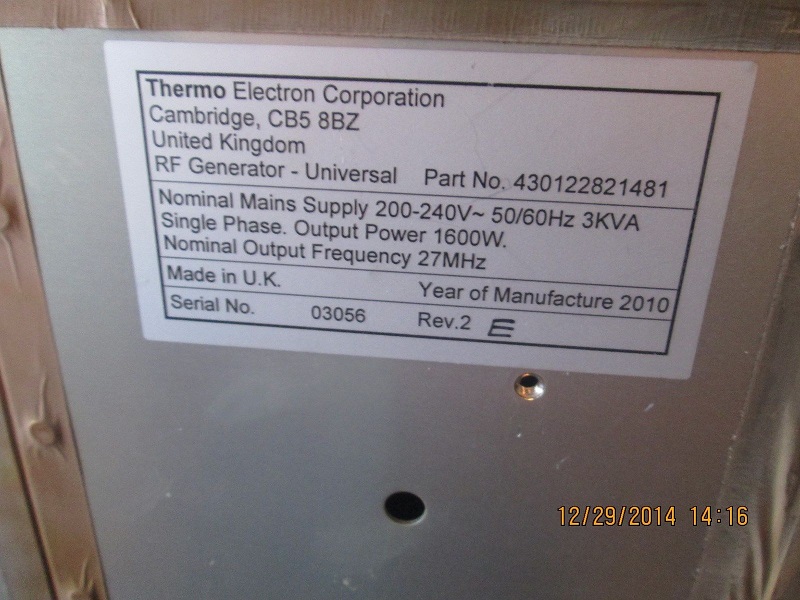 Thermo Electron Corporation
Cambridge, CB5 8BZ
United Kingdom
RF Generator - Universal Part No. 430122821481
Nominal Mains Supply 200-240V~ 50/60Hz 3KVA
Single Phase. Output Power 1600W.
Nominal Output Frequency 27MHz
Made in U.K. Year of Manufacture 2010
Serial No. 03056 Rev.2 E
12/29/2014 14:16